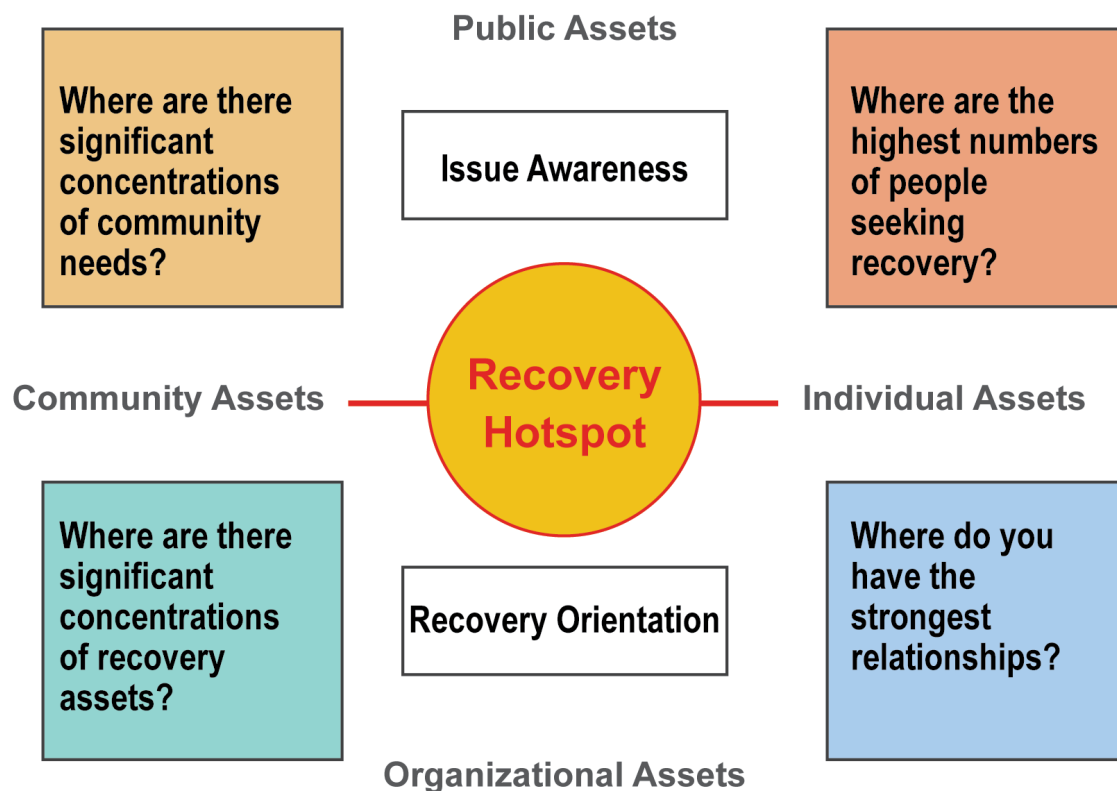 Public Assets
Where are there
significant
concentrations
of community
needs?
Issue Awareness
Where are the
highest numbers
of people
seeking
recovery?
Community Assets
Recovery
Hotspot
Individual Assets
Where are there
significant
concentrations
of recovery
assets?
Recovery Orientation
Where do you
have the
strongest
relationships?
Organizational Assets